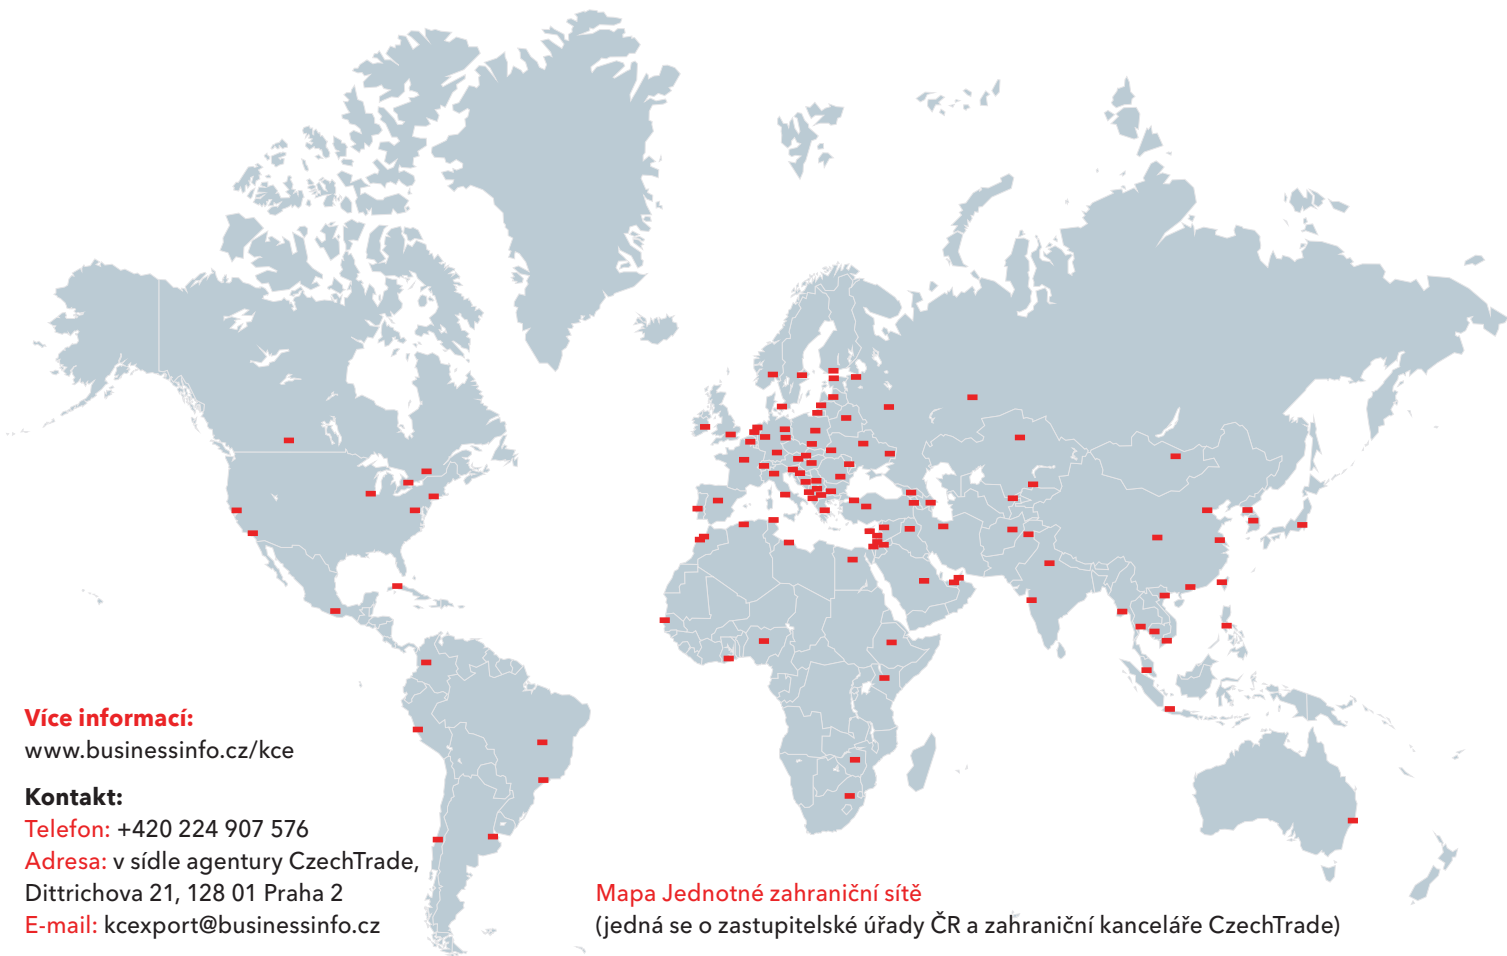 Více informací:
www.businessinfo.cz/kce
Kontakt:
Telefon: +420 224 907 576
Adresa: v sídle agentury CzechTrade,
Dittrichova 21, 128 01 Praha 2
E-mail: kcexport@businessinfo.cz
Mapa Jednotné zahraniční sítě
(jedná se o zastupitelské úřady ČR a zahraniční kanceláře CzechTrade)